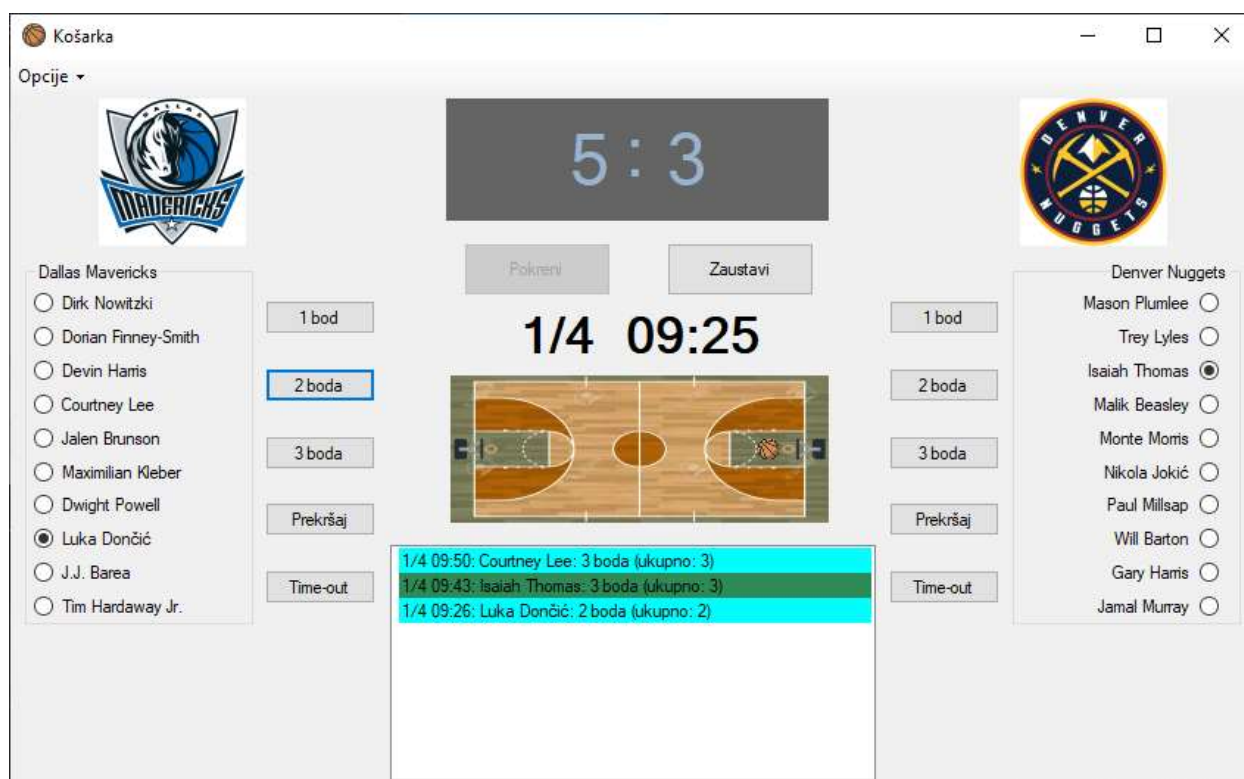 Košarka
Opcije
DALLAS
MAVERICKS
5 : 3
DENVER
NUGGETS
Pokreni
Zaustavi
1/4 09:25
Dallas Mavericks
Dirk Nowitzki
Dorian Finney-Smith
Devin Harris
Courtney Lee
Jalen Brunson
Maximilian Kleber
Dwight Powell
Luka Dončić
J.J. Barea
Tim Hardaway Jr.
1 bod
2 boda
3 boda
Prekršaj
Time-out
1/4 09:50: Courtney Lee: 3 boda (ukupno: 3)
1/4 09:43: Isaiah Thomas: 3 boda (ukupno: 3)
1/4 09:26: Luka Dončić: 2 boda (ukupno: 2)
1 bod
2 boda
3 boda
Prekršaj
Time-out
Denver Nuggets
Mason Plumlee
Trey Lyles
Isaiah Thomas
Malik Beasley
Monte Morris
Nikola Jokić
Paul Millsap
Will Barton
Gary Harris
Jamal Murray